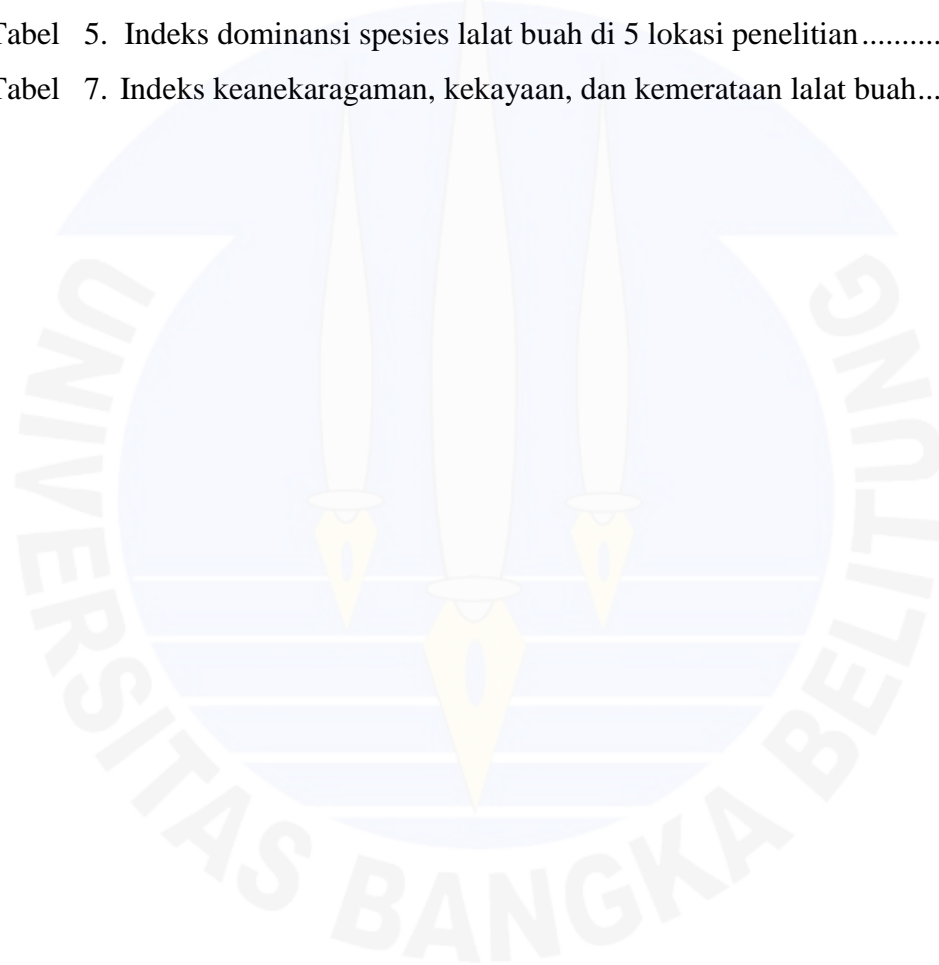 Tabel 5. Indeks dominansi spesies lalat buah di 5 lokasi penelitian..........
Tabel 7. Indeks keanekaragaman, kekayaan, dan kemerataan lalat buah...
UNIVERSITAS BANGKA BELITUNG